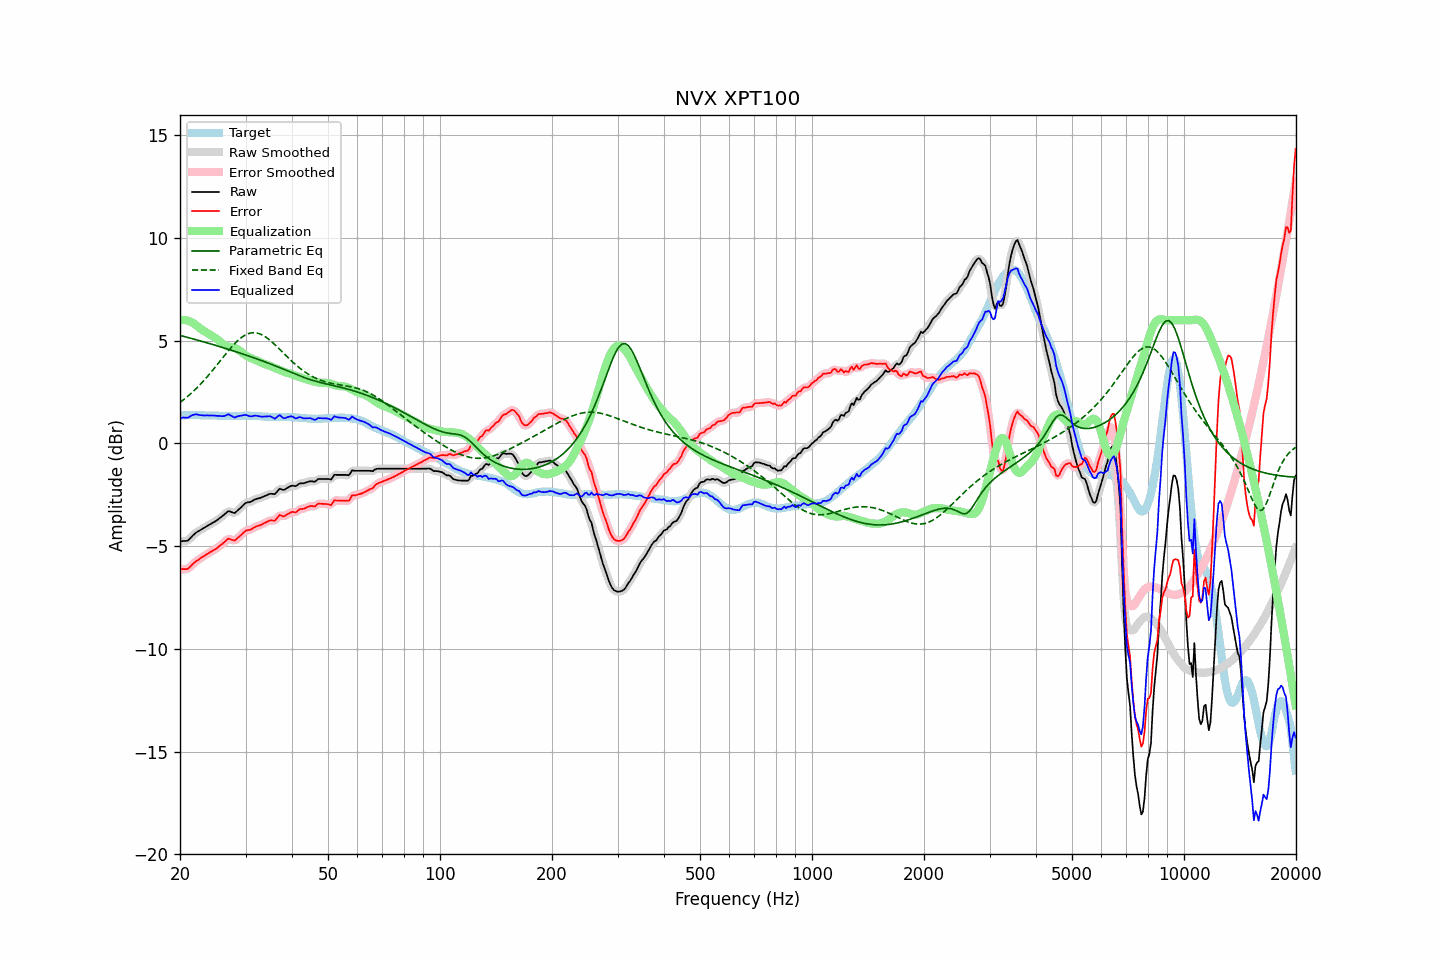 NVX XPT100
Amplitude (dBr)
15
10
5
0
−5
−10
−15
−20
Target
Raw Smoothed
Error Smoothed
Raw
Error
Equalization
Parametric Eq
Fixed Band Eq
Equalized
20
50
100
200
500
1000
2000
5000
10000
20000
Frequency (Hz)